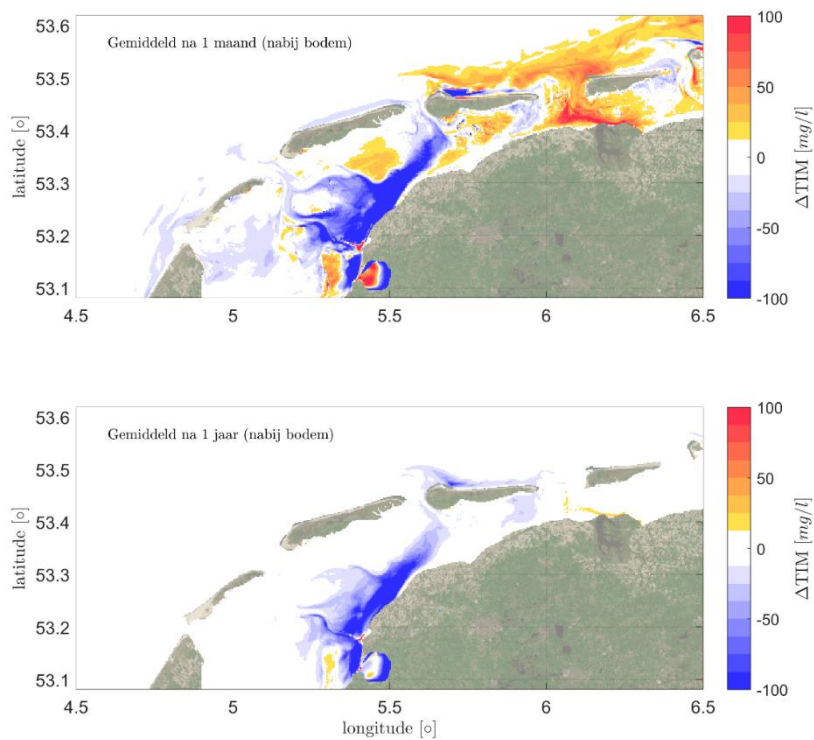 53.6
53.5
53.4
53.3
53.2
53.1
latitude [○]
Gemiddeld na 1 maand (nabij bodem)
4.5 5 5.5 6 6.5
100
50
0
-50
-100
ΔTIM [mg/l]
53.6
53.5
53.4
53.3
53.2
53.1
latitude [○]
Gemiddeld na 1 jaar (nabij bodem)
4.5 5 5.5 6 6.5
longitude [○]
100
50
0
-50
-100
ΔTIM [mg/l]